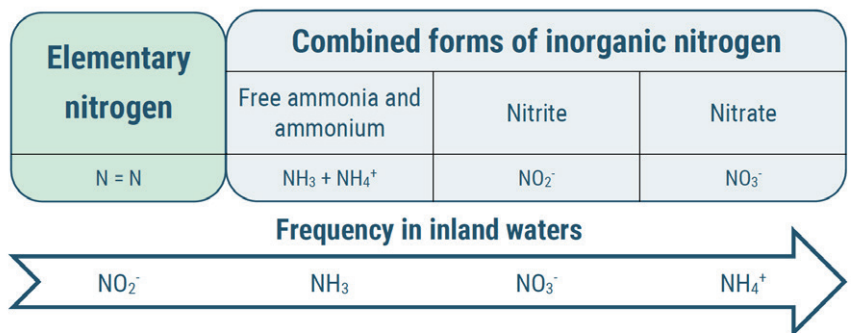 Elementary
nitrogen
Combined forms of inorganic nitrogen
Free ammonia and
ammonium
Nitrite
Nitrate
N = N
NH₃ + NH₄⁺
NO₂⁻
NO₃⁻
Frequency in inland waters
NO₂⁻ NH₃ NO₃⁻ NH₄⁺